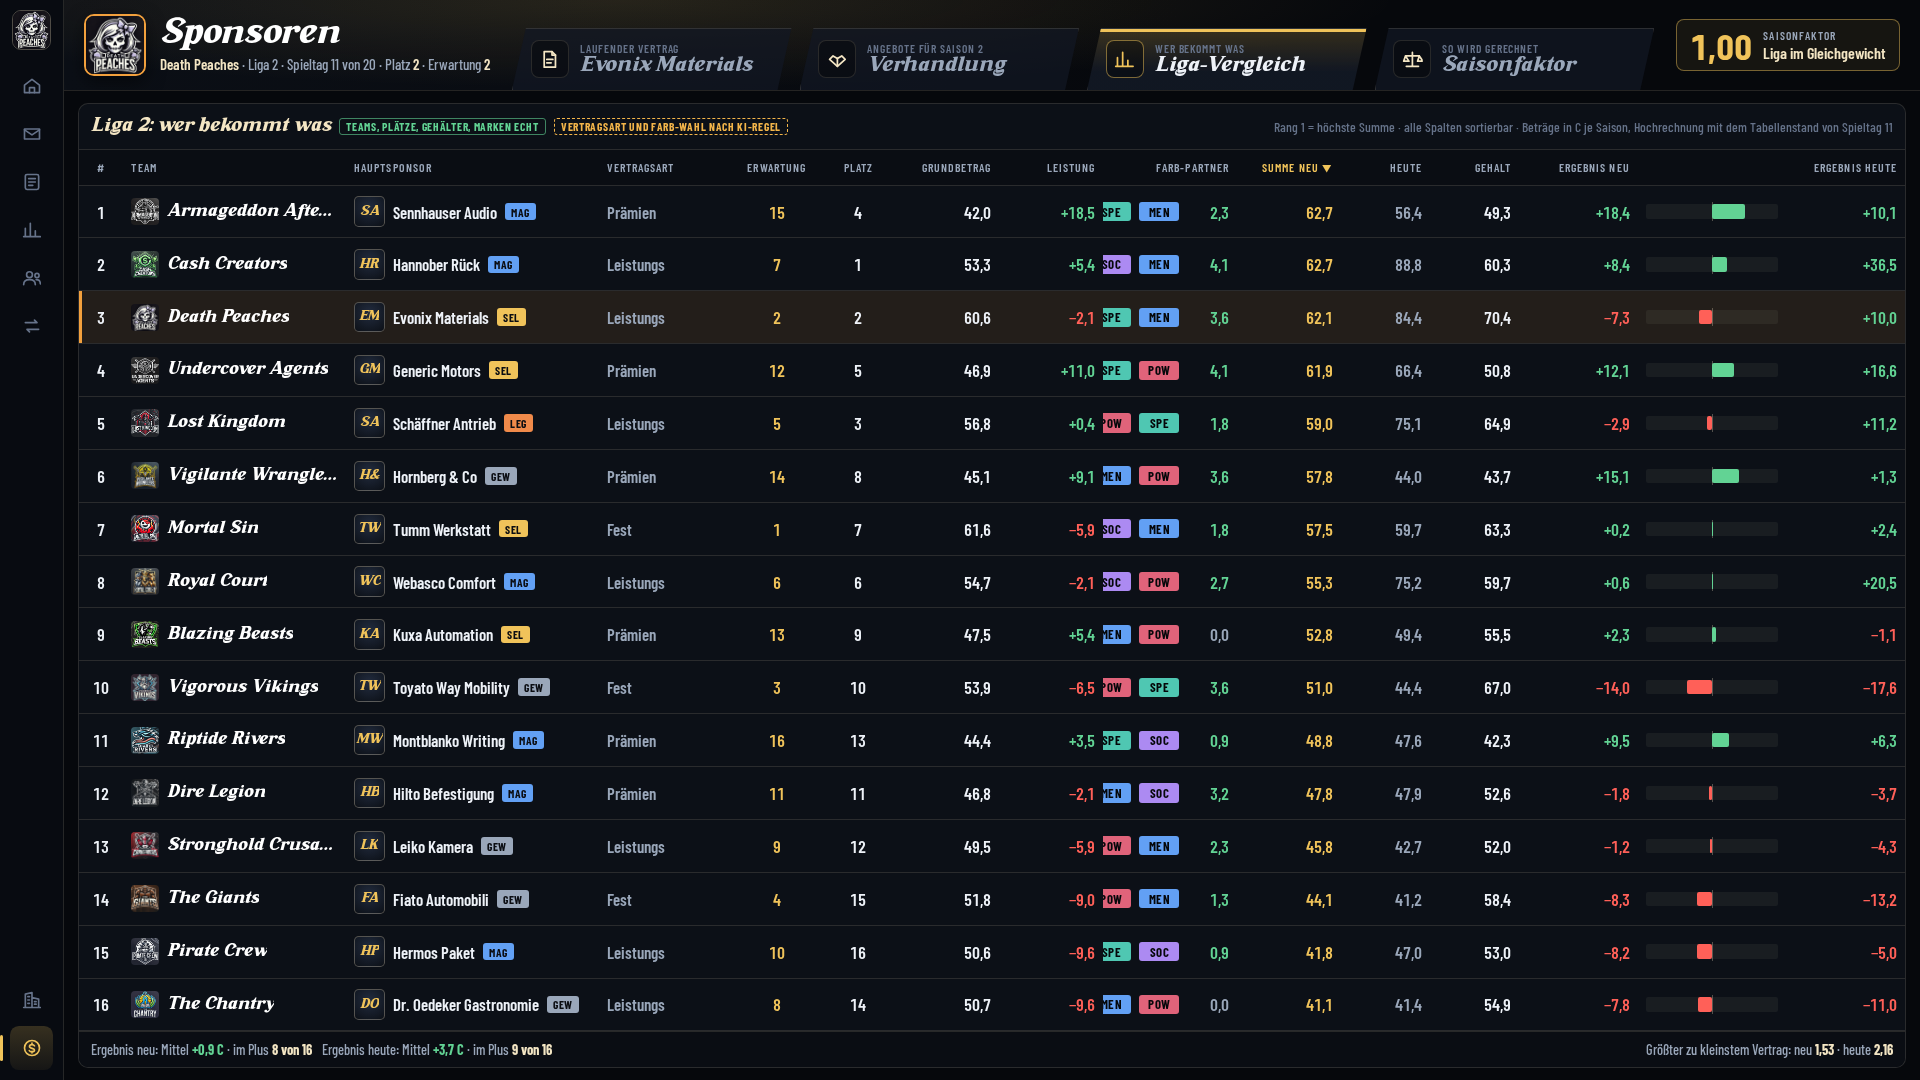 Sponsoren
Death Peaches · Liga 2 · Spieltag 11 von 20 · Platz 2 · Erwartung 2
LAUFENDER VERTRAG
Evonix Materials
ANGEBOTE FÜR SAISON 2
Verhandlung
WER BEKOMMT WAS
Liga-Vergleich
SO WIRD GERECHNET
Saisonfaktor
1,00
SAISONFAKTOR
Liga im Gleichgewicht
Liga 2: wer bekommt was TEAMS, PLÄTZE, GEHÄLTER, MARKEN ECHT VERTRAGSART UND FARB-WAHL NACH KI-REGEL
Rang 1 = höchste Summe · alle Spalten sortierbar · Beträge in C je Saison, Hochrechnung mit dem Tabellenstand von Spieltag 11
# TEAM HAUPTSPONSOR VERTRAGSART ERWARTUNG PLATZ GRUNDBETRAG LEISTUNG FARB-PARTNER SUMME NEU ▼ HEUTE GEHALT ERGEBNIS NEU ERGEBNIS HEUTE
1 Armageddon Afte... SA Sennhauser Audio MAG Prämien 15 4 42,0 +18,5 SPE MEN 2,3 62,7 56,4 49,3 +18,4 +10,1
2 Cash Creators HR Hannober Rück MAG Leistungs 7 1 53,3 +5,4 SOC MEN 4,1 62,7 88,8 60,3 +8,4 +36,5
3 Death Peaches EM Evonix Materials SEL Leistungs 2 2 60,6 −2,1 SPE MEN 3,6 62,1 84,4 70,4 −7,3 +10,0
4 Undercover Agents GM Generic Motors SEL Prämien 12 5 46,9 +11,0 SPE POW 4,1 61,9 66,4 50,8 +12,1 +16,6
5 Lost Kingdom SA Schäffner Antrieb LEG Leistungs 5 3 56,8 +0,4 POW SPE 1,8 59,0 75,1 64,9 −2,9 +11,2
6 Vigilante Wrangle... H& Hornberg & Co GEW Prämien 14 8 45,1 +9,1 MEN POW 3,6 57,8 44,0 43,7 +15,1 +1,3
7 Mortal Sin TW Tumm Werkstatt SEL Fest 1 7 61,6 −5,9 SOC MEN 1,8 57,5 59,7 63,3 +0,2 +2,4
8 Royal Court WC Webasco Comfort MAG Leistungs 6 6 54,7 −2,1 SOC POW 2,7 55,3 75,2 59,7 +0,6 +20,5
9 Blazing Beasts KA Kuxa Automation SEL Prämien 13 9 47,5 +5,4 MEN POW 0,0 52,8 49,4 55,5 +2,3 −1,1
10 Vigorous Vikings TW Toyato Way Mobility GEW Fest 3 10 53,9 −6,5 POW SPE 3,6 51,0 44,4 67,0 −14,0 −17,6
11 Riptide Rivers MW Montblanko Writing MAG Prämien 16 13 44,4 +3,5 SPE SOC 0,9 48,8 47,6 42,3 +9,5 +6,3
12 Dire Legion HB Hilto Befestigung MAG Prämien 11 11 46,8 −2,1 MEN SOC 3,2 47,8 47,9 52,6 −1,8 −3,7
13 Stronghold Crusa... LK Leiko Kamera GEW Leistungs 9 12 49,5 −5,9 POW MEN 2,3 45,8 42,7 52,0 −1,2 −4,3
14 The Giants FA Fiato Automobili GEW Fest 4 15 51,8 −9,0 POW MEN 1,3 44,1 41,2 58,4 −8,3 −13,2
15 Pirate Crew HP Hermos Paket MAG Leistungs 10 16 50,6 −9,6 SPE SOC 0,9 41,8 47,0 53,0 −8,2 −5,0
16 The Chantry DO Dr. Oedeker Gastronomie GEW Leistungs 8 14 50,7 −9,6 MEN POW 0,0 41,1 41,4 54,9 −7,8 −11,0
Ergebnis neu: Mittel +0,9 C · im Plus 8 von 16 Ergebnis heute: Mittel +3,7 C · im Plus 9 von 16
Größter zu kleinstem Vertrag: neu 1,53 · heute 2,16